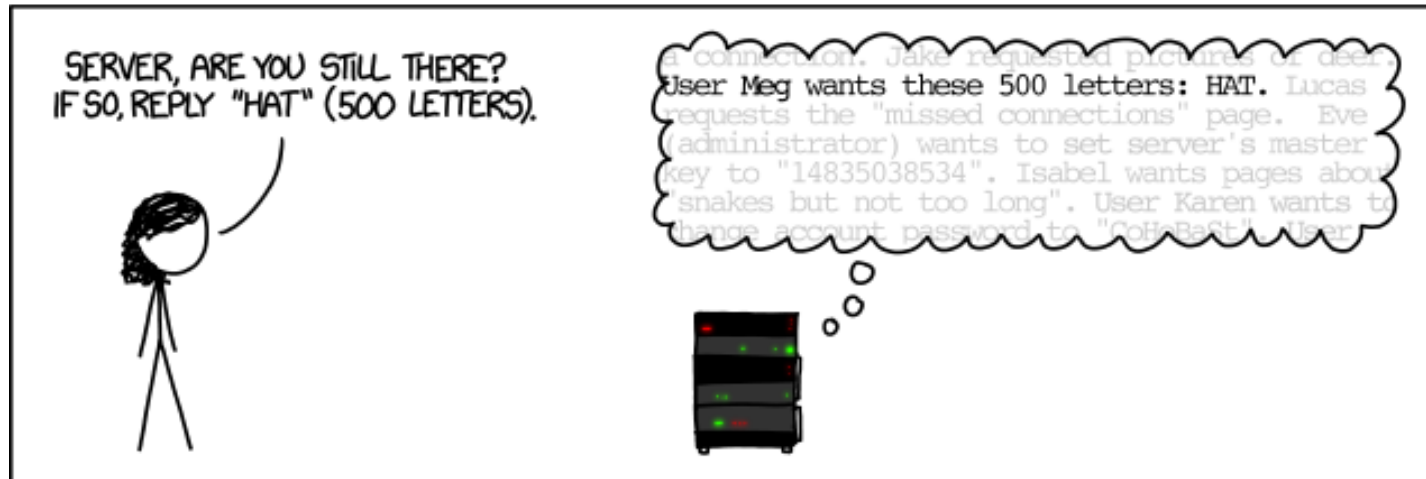 SERVER, ARE YOU STILL THERE?
IF SO, REPLY "HAT" (500 LETTERS).
a connection. Jake requested pictures of deer.
User Meg wants these 500 letters: HAT. Lucas
requests the "missed connections" page. Eve
(administrator) wants to set server's master
key to "14835038534". Isabel wants pages about
"snakes but not too long". User Karen wants to
change account password to "CoHoBaSt". User